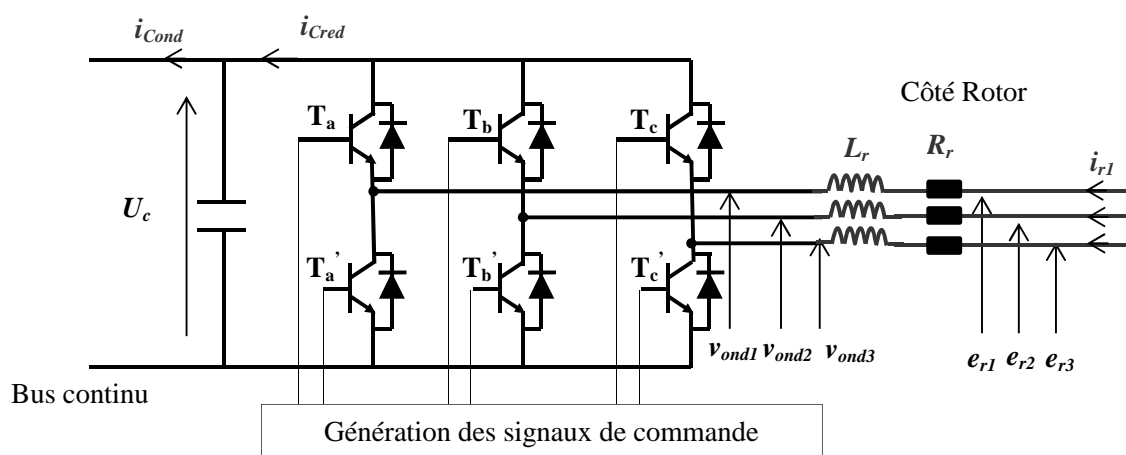 i_Cond
i_Cred
Côté Rotor
T_a
T_b
T_c
L_r
R_r
i_r1
U_c
T_a’
T_b’
T_c’
v_ond1
v_ond2
v_ond3
e_r1
e_r2
e_r3
Bus continu
Génération des signaux de commande